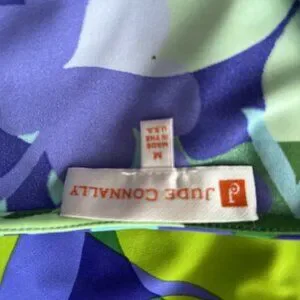 JUDE CONNALLY
M
MADE
IN THE
U.S.A.